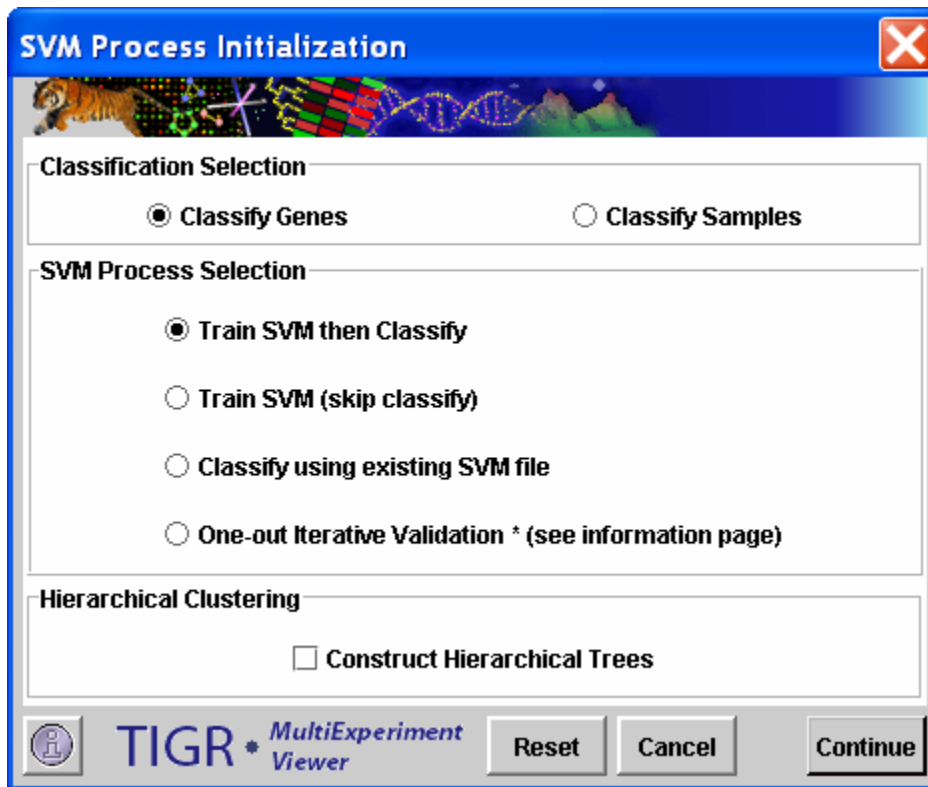 SVM Process Initialization
Classification Selection
Classify Genes
Classify Samples
SVM Process Selection
Train SVM then Classify
Train SVM (skip classify)
Classify using existing SVM file
One-out Iterative Validation * (see information page)
Hierarchical Clustering
Construct Hierarchical Trees
TIGR • MultiExperiment
Viewer
Reset
Cancel
Continue